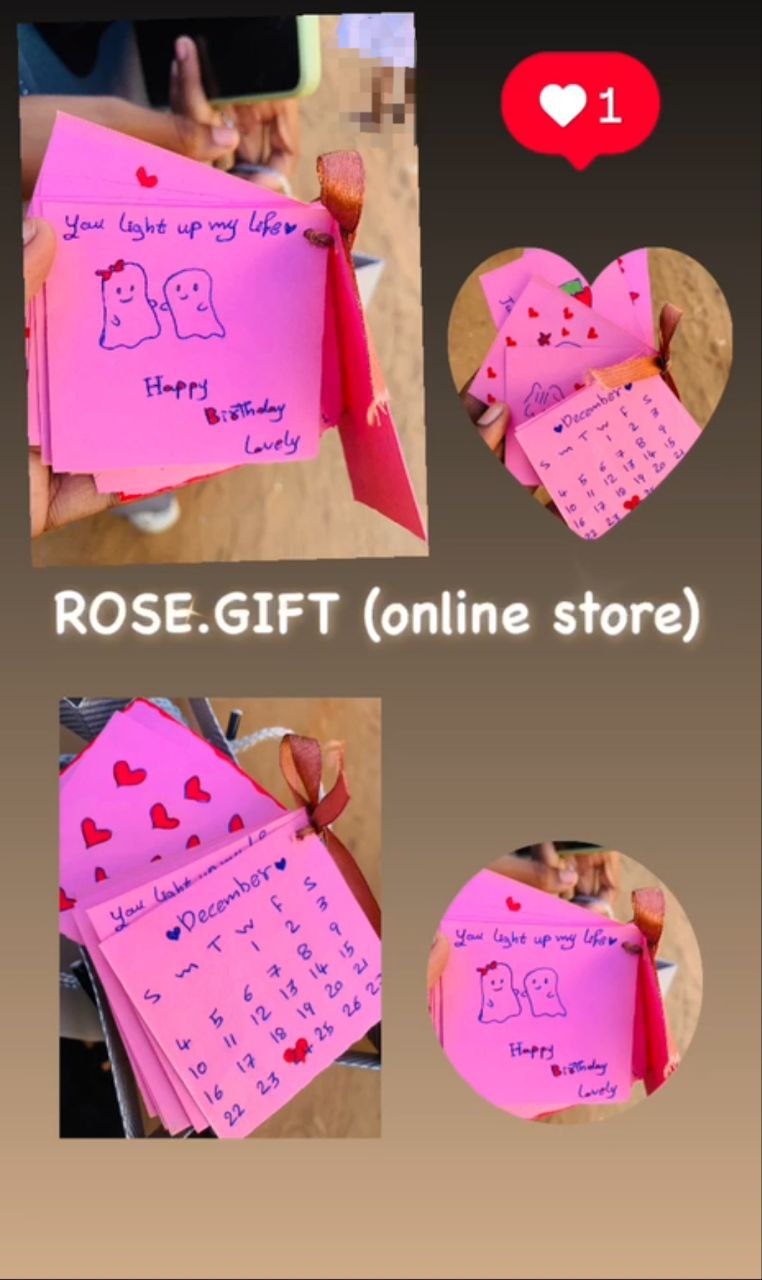 You light up my life
Happy
Birthday
Lovely
1
December
S m T w f S
1 2 3
4 5 6 7 8 9
10 11 12 13 14 15
16 17 18 19 20 21
22 23
ROSE.GIFT (online store)
You light up my life
December
S m T w f S
1 2 3
4 5 6 7 8 9
10 11 12 13 14 15
16 17 18 19 20 21
22 23 25 26
You light up my life
Happy
Birthday
Lovely